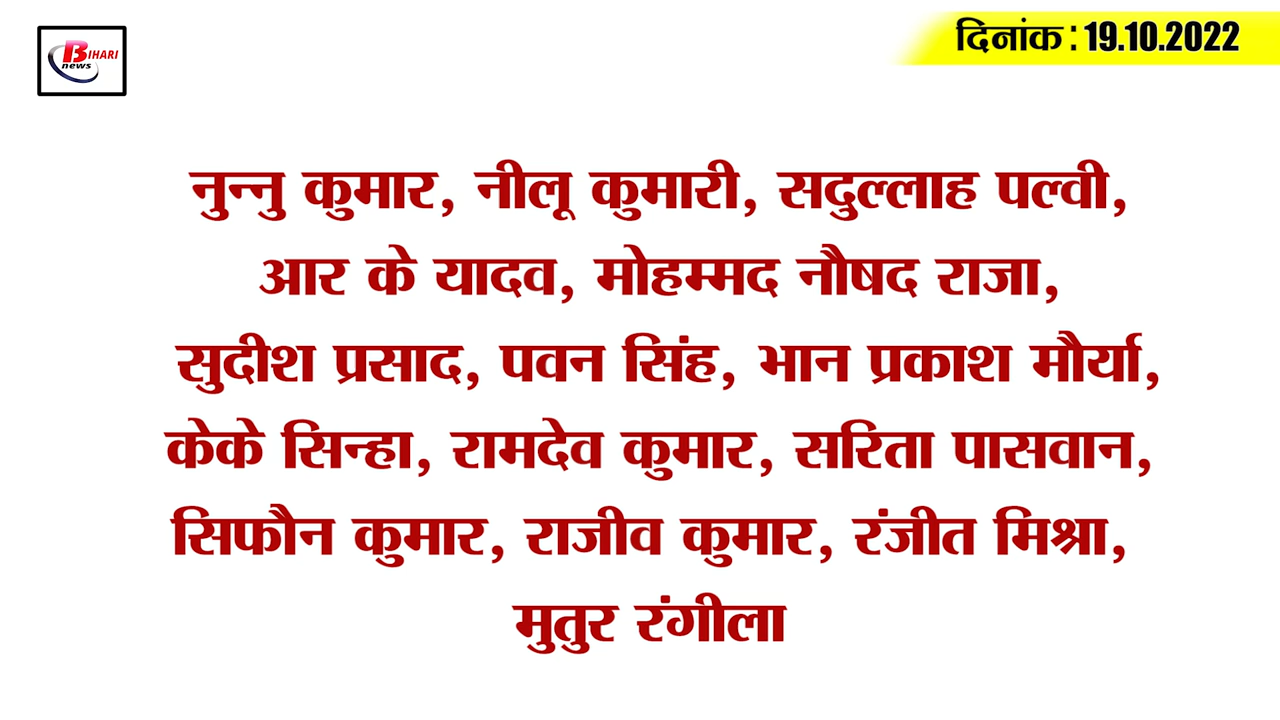 BIHARI
news
दिनांक : 19.10.2022
नुन्नु कुमार, नीलू कुमारी, सदुल्लाह पल्वी,
आर के यादव, मोहम्मद नौषद राजा,
सुदीश प्रसाद, पवन सिंह, भान प्रकाश मौर्या,
केके सिन्हा, रामदेव कुमार, सरिता पासवान,
सिफौन कुमार, राजीव कुमार, रंजीत मिश्रा,
मुतुर रंगीला